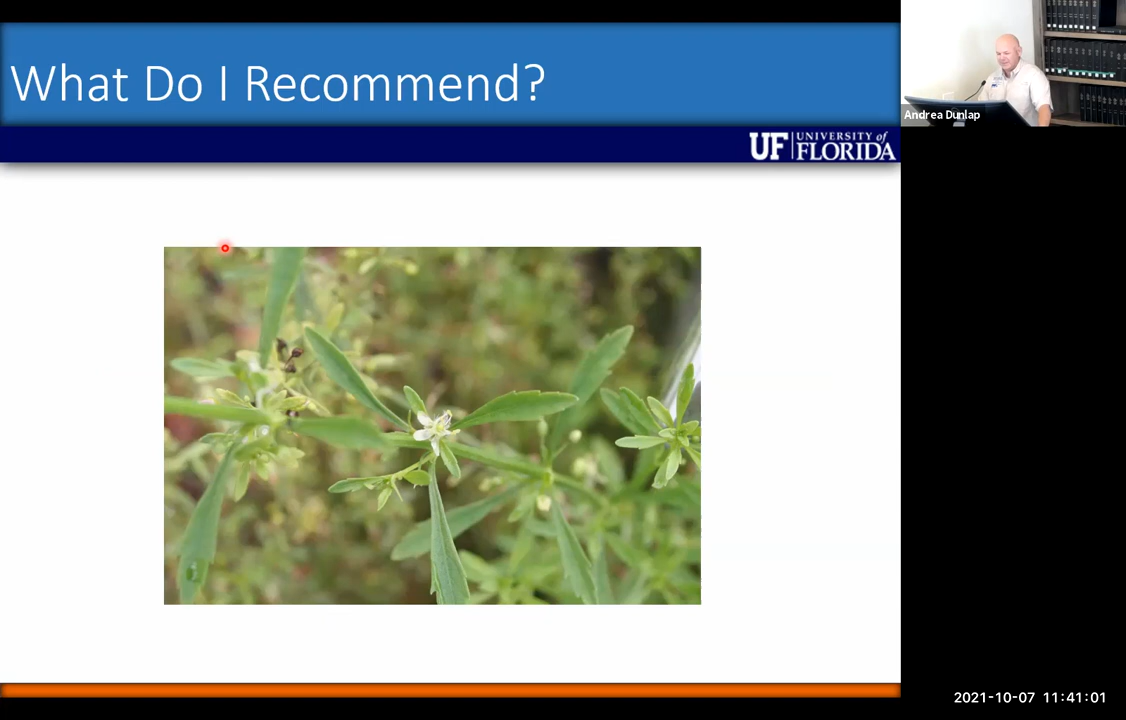 What Do I Recommend?
UF UNIVERSITY of
FLORIDA
Andrea Dunlap
2021-10-07 11:41:01